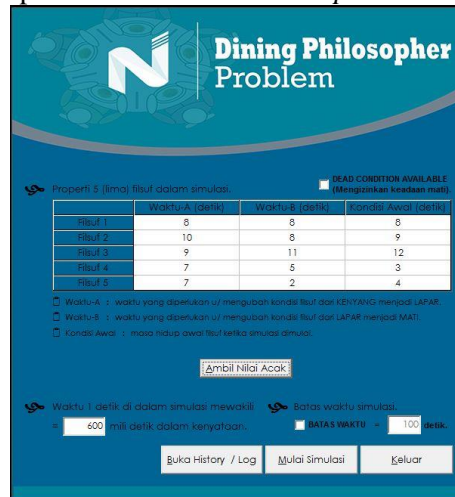 Dining Philosopher
Problem
DEAD CONDITION AVAILABLE
(Mengizinkan keadaan mati)
Properti 5 (lima) filsuf dalam simulasi.
Waktu-A (detik) Waktu-B (detik) Kondisi Awal (detik)
Filsuf 1 8 8 8
Filsuf 2 10 8 9
Filsuf 3 9 11 12
Filsuf 4 7 5 3
Filsuf 5 7 2 4
Waktu-A : waktu yang diperlukan u/ mengubah kondisi filsuf dari KENYANG menjadi LAPAR.
Waktu-B : waktu yang diperlukan u/ mengubah kondisi filsuf dari LAPAR menjadi MATI.
Kondisi Awal : masa hidup awal filsuf ketika simulasi dimulai.
Ambil Nilai Acak
Waktu 1 detik di dalam simulasi mewakili
= 600 mili detik dalam kenyataan.
Batas waktu simulasi.
BATAS WAKTU = 100 detik.
Buka History / Log Mulai Simulasi Keluar